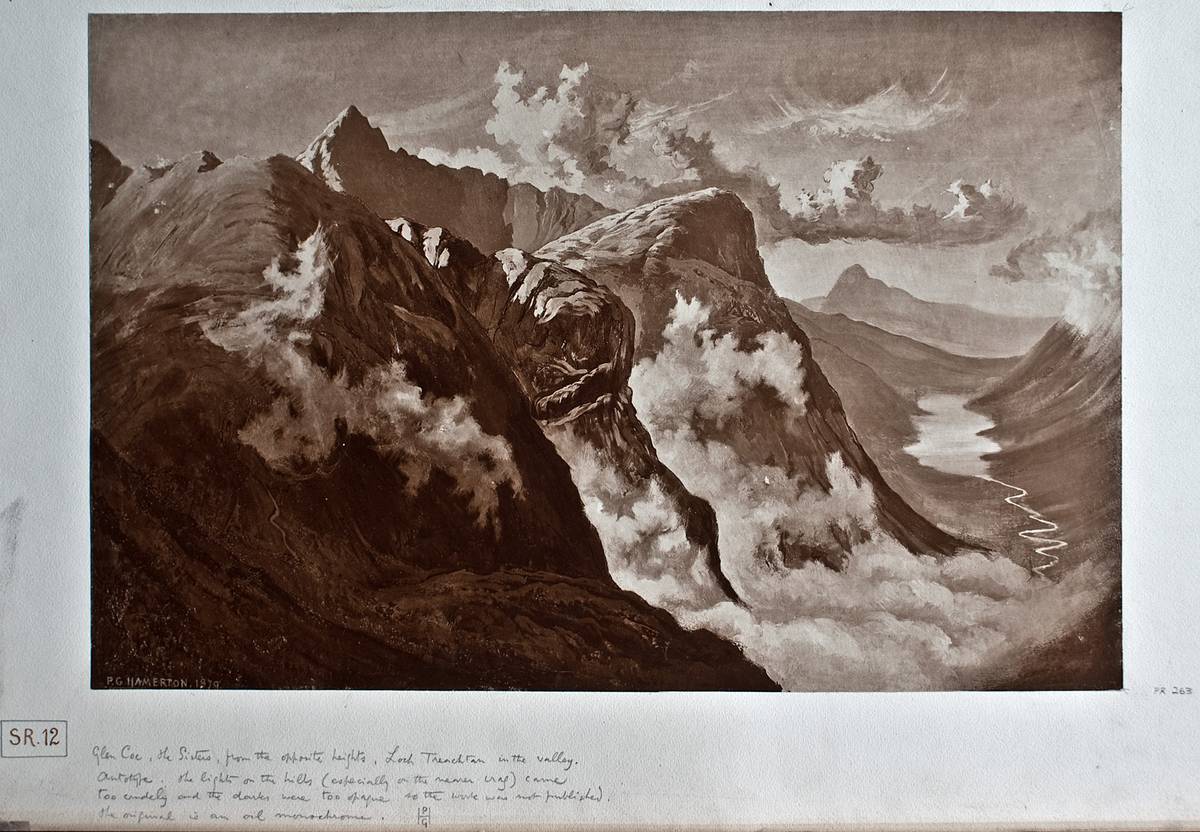 P.G HAMERTON. 1879
PR 263
SR.12
Glen Coe, the Sisters, from the opposite heights, Loch Treachtan in the valley.
Autotype. The lights on the hills (especially on the nearer crag) came
too crudely and the darks were too opaque so the work was not published.
The original is an oil monochrome.